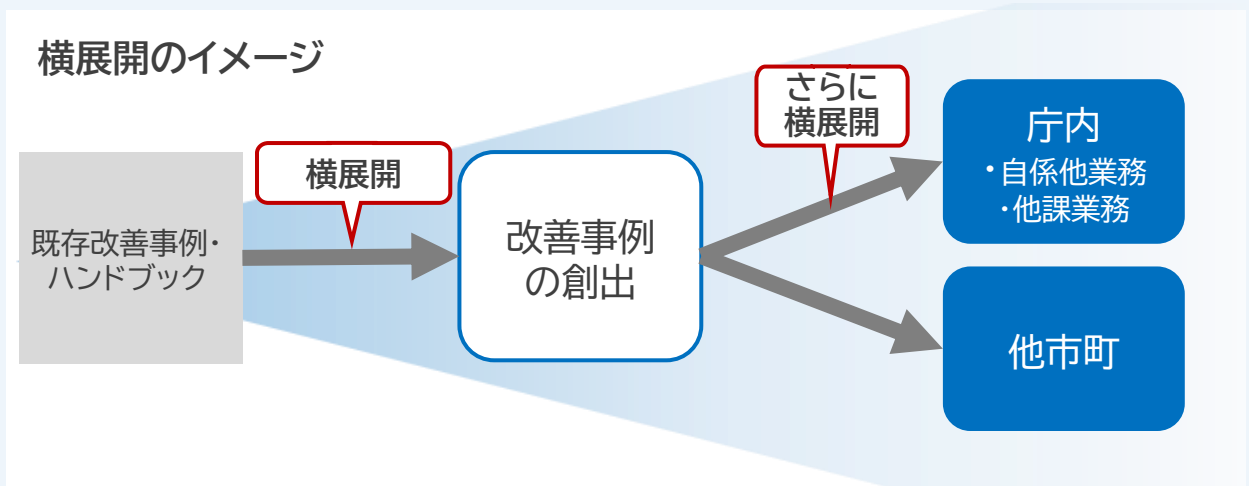 横展開のイメージ
既存改善事例・
ハンドブック
横展開
改善事例
の創出
さらに
横展開
庁内
・自係他業務
・他課業務
他市町